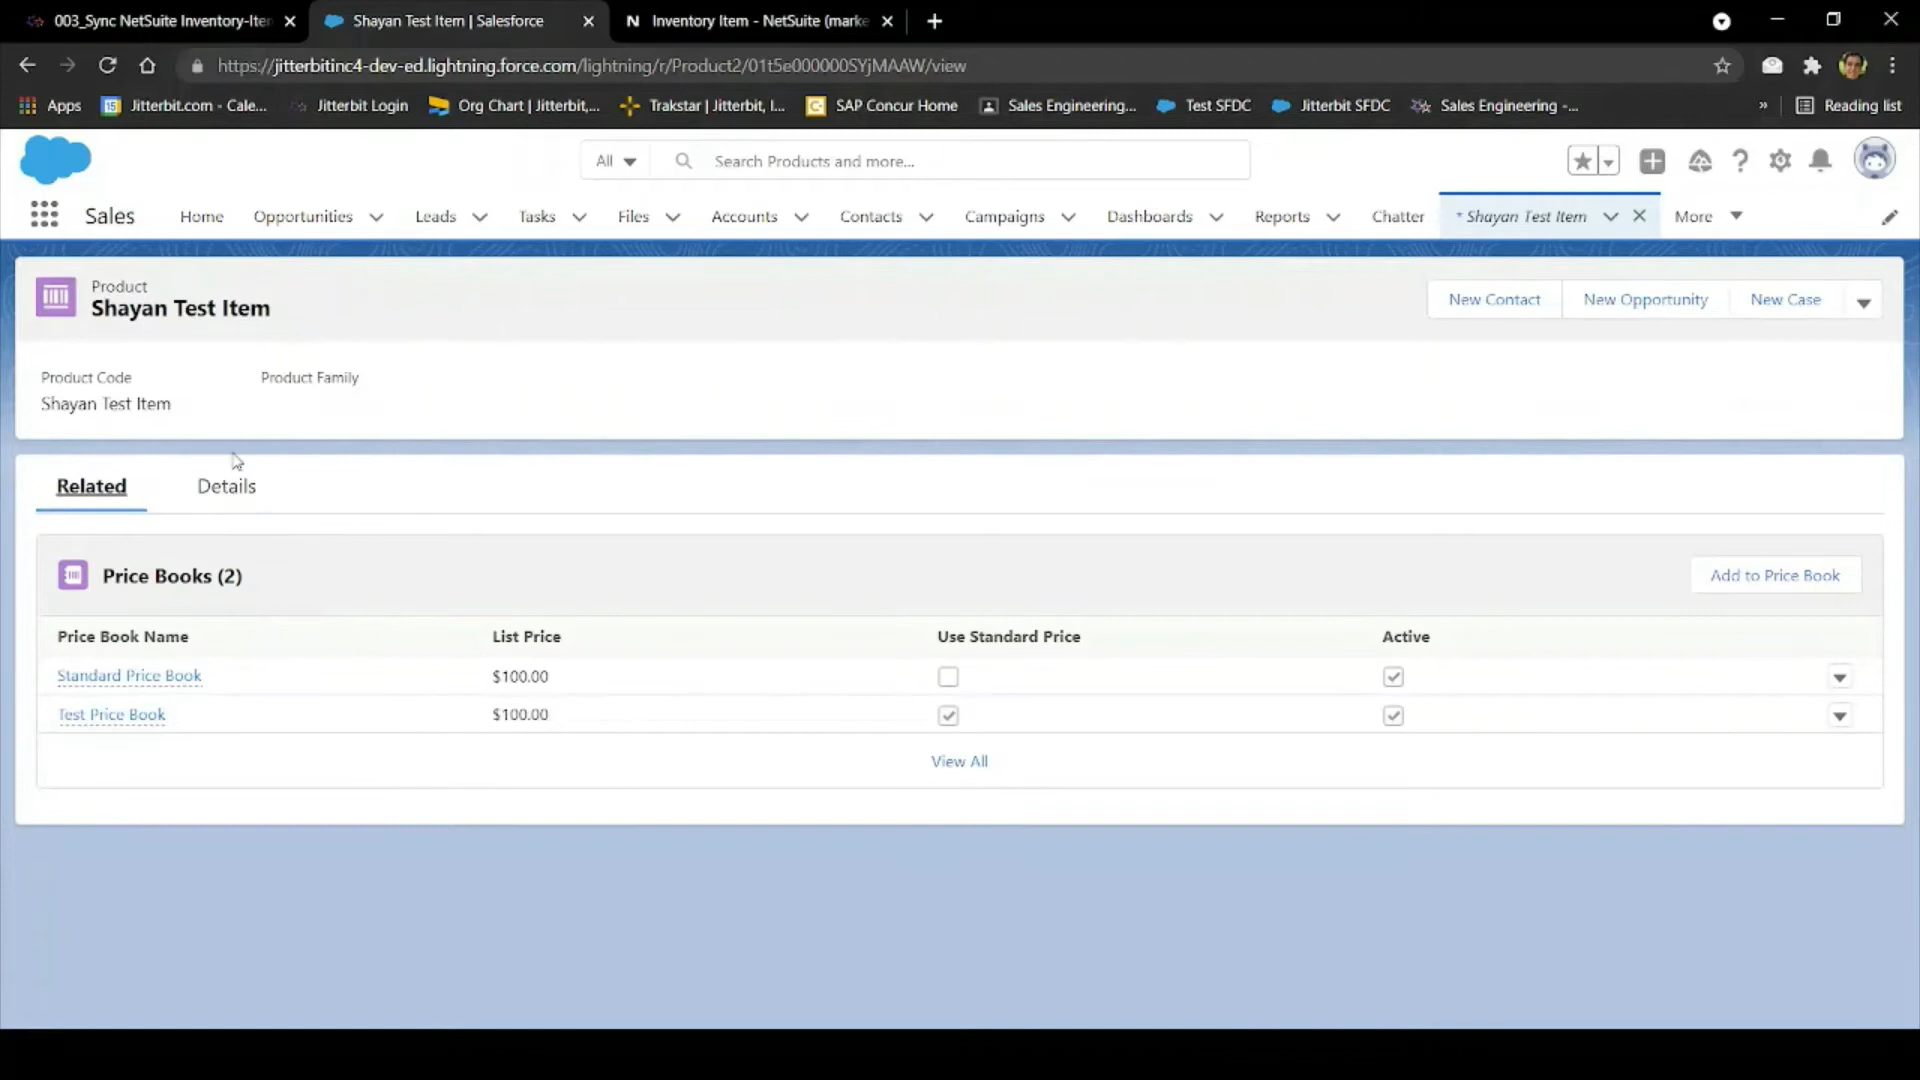 003_Sync NetSuite Inventory-Iter
Shayan Test Item | Salesforce
N Inventory Item - NetSuite (marke
https://jitterbitinc4-dev-ed.lightning.force.com/lightning/r/Product2/01t5e000000SYjMAAW/view
Apps
15 Jitterbit.com - Cale...
Jitterbit Login
Org Chart | Jitterbit,...
Trakstar | Jitterbit, I...
C SAP Concur Home
Sales Engineering...
Test SFDC
Jitterbit SFDC
Sales Engineering -...
»
Reading list
All
Search Products and more...
Sales
Home
Opportunities
Leads
Tasks
Files
Accounts
Contacts
Campaigns
Dashboards
Reports
Chatter
* Shayan Test Item
More
Product
Shayan Test Item
New Contact
New Opportunity
New Case
Product Code
Product Family
Shayan Test Item
Related
Details
Price Books (2)
Add to Price Book
Price Book Name
List Price
Use Standard Price
Active
Standard Price Book
$100.00
Test Price Book
$100.00
View All